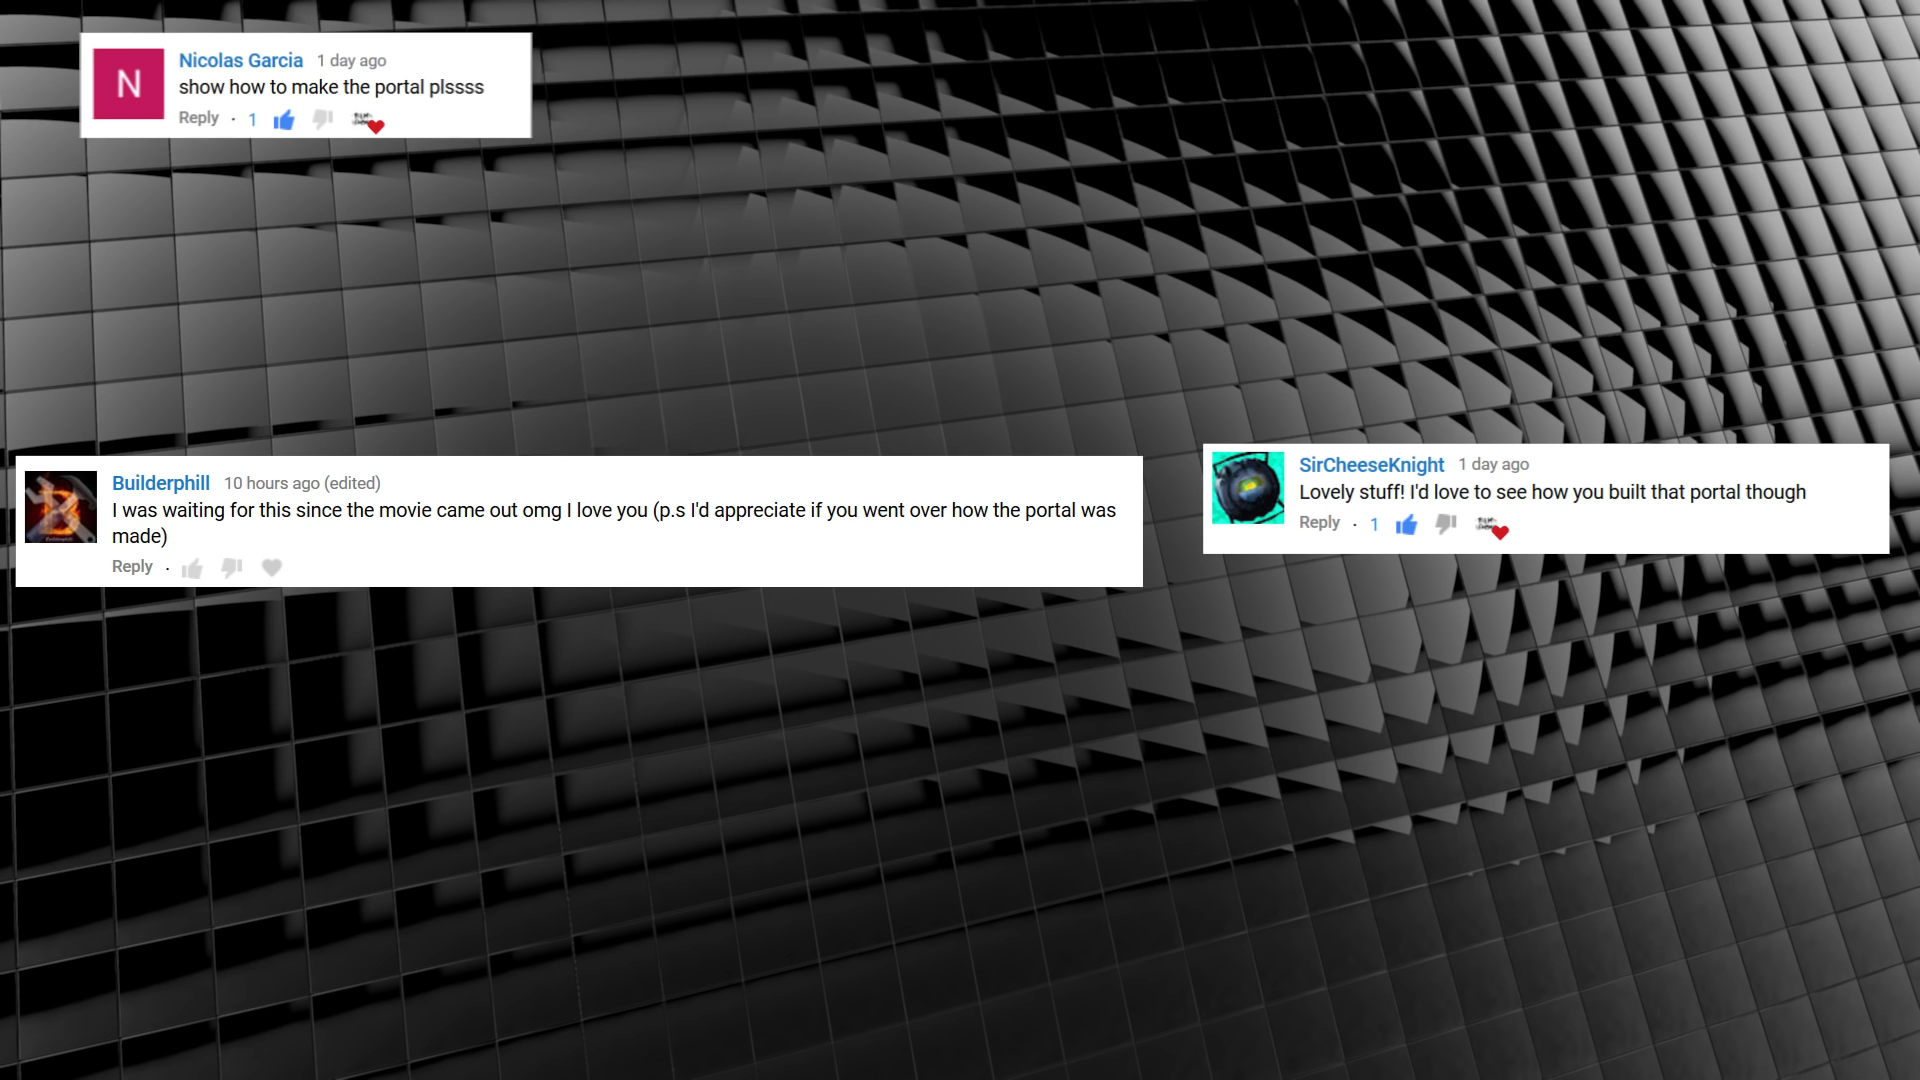 N
Nicolas Garcia 1 day ago
show how to make the portal plssss
Reply · 1
Builderphill 10 hours ago (edited)
I was waiting for this since the movie came out omg I love you (p.s I'd appreciate if you went over how the portal was
made)
Reply ·
SirCheeseKnight 1 day ago
Lovely stuff! I'd love to see how you built that portal though
Reply · 1